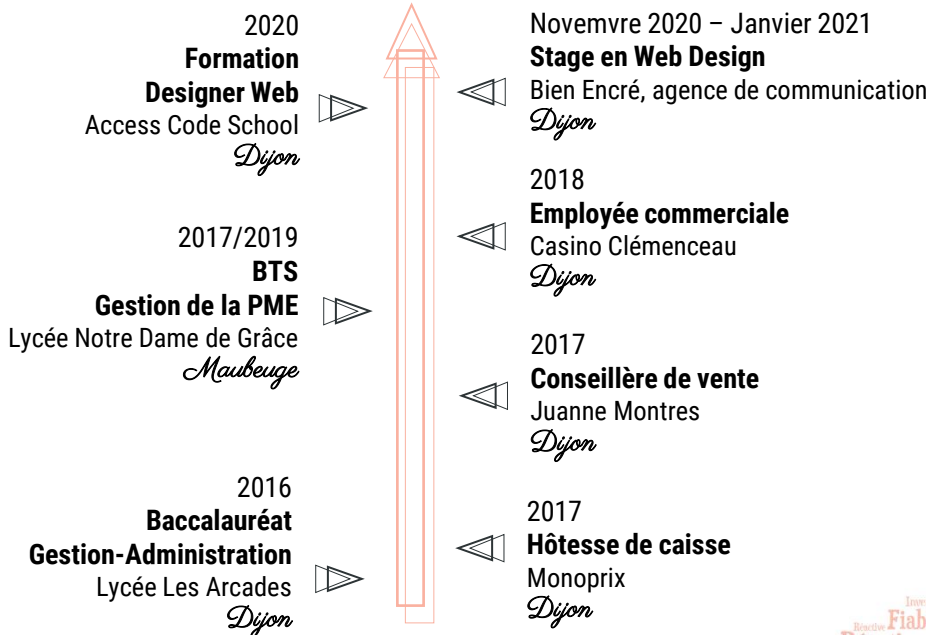 2020
Formation
Designer Web
Access Code School
Dijon
2017/2019
BTS
Gestion de la PME
Lycée Notre Dame de Grâce
Maubeuge
2016
Baccalauréat
Gestion-Administration
Lycée Les Arcades
Dijon
Novemvre 2020 – Janvier 2021
Stage en Web Design
Bien Encré, agence de communication
Dijon
2018
Employée commerciale
Casino Clémenceau
Dijon
2017
Conseillère de vente
Juanne Montres
Dijon
2017
Hôtesse de caisse
Monoprix
Dijon
Réactive